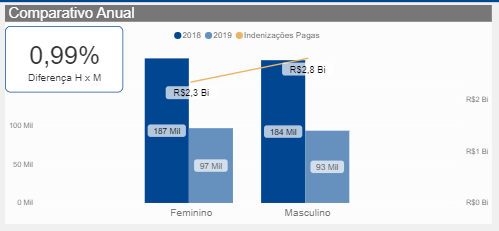 Comparativo Anual
0,99%
Diferença H x M
2018 2019 Indenizações Pagas
R$2,3 Bi
R$2,8 Bi
187 Mil
97 Mil
184 Mil
93 Mil
100 Mil
50 Mil
0 Mil
R$2 Bi
R$1 Bi
R$0 Bi
Feminino
Masculino